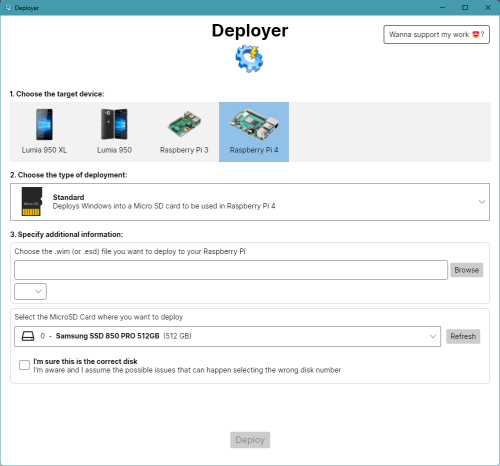 Deployer
Deployer
Wanna support my work 💝?
1. Choose the target device:
Lumia 950 XL
Lumia 950
Raspberry Pi 3
Raspberry Pi 4
2. Choose the type of deployment:
Micro SD
Standard
Deploys Windows into a Micro SD card to be used in Raspberry Pi 4
3. Specify additional information:
Choose the .wim (or .esd) file you want to deploy to your Raspberry Pi
Browse
Select the MicroSD Card where you want to deploy
0 - Samsung SSD 850 PRO 512GB (512 GB)
Refresh
I'm sure this is the correct disk
I'm aware and I assume the possible issues that can happen selecting the wrong disk number
Deploy